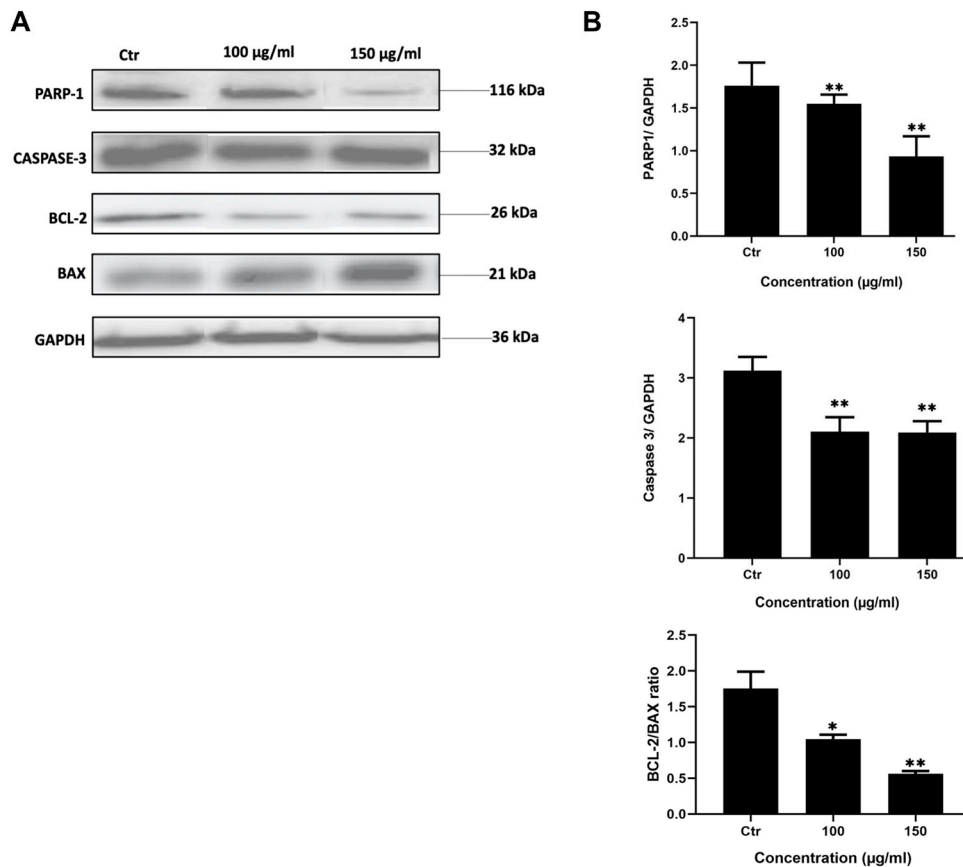 A
Ctr 100 µg/ml 150 µg/ml
PARP-1 116 kDa
CASPASE-3 32 kDa
BCL-2 26 kDa
BAX 21 kDa
GAPDH 36 kDa
B
PARP1/ GAPDH
2.5
2.0
1.5
1.0
0.5
0.0
**
**
Ctr 100 150
Concentration (µg/ml)
Caspase 3/ GAPDH
4
3
2
1
0
** **
Ctr 100 150
Concentration (µg/ml)
BCL-2/BAX ratio
2.5
2.0
1.5
1.0
0.5
0.0
*
**
Ctr 100 150
Concentration (µg/ml)